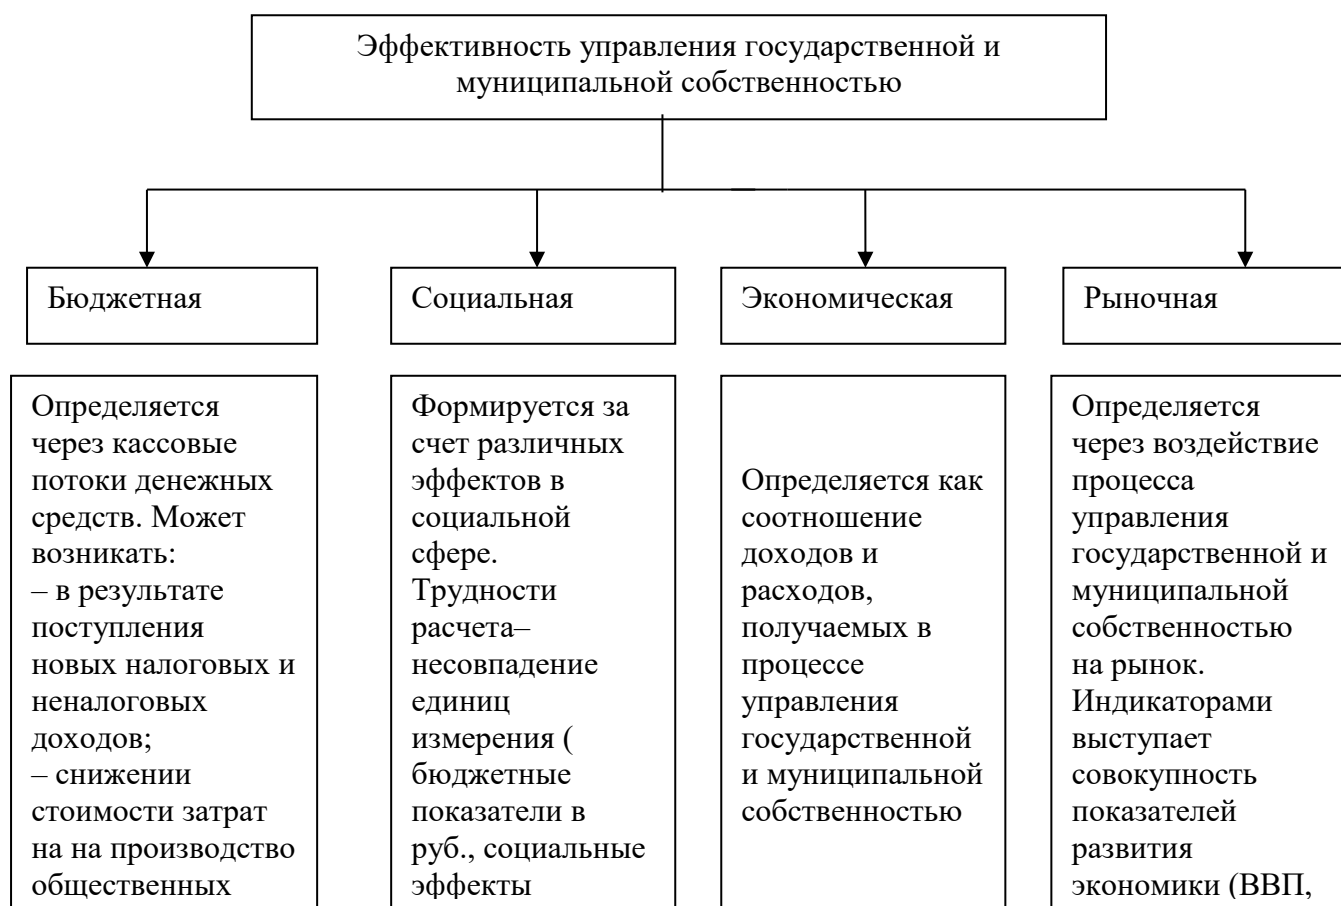 Эффективность управления государственной и
муниципальной собственностью
Бюджетная
Социальная
Экономическая
Рыночная
Определяется
через кассовые
потоки денежных
средств. Может
возникать:
– в результате
поступления
новых налоговых и
неналоговых
доходов;
– снижении
стоимости затрат
на на производство
общественных
Формируется за
счет различных
эффектов в
социальной
сфере.
Трудности
расчета–
несовпадение
единиц
измерения (
бюджетные
показатели в
руб., социальные
эффекты
Определяется как
соотношение
доходов и
расходов,
получаемых в
процессе
управления
государственной
и муниципальной
собственностью
Определяется
через воздействие
процесса
управления
государственной и
муниципальной
собственностью
на рынок.
Индикаторами
выступает
совокупность
показателей
развития
экономики (ВВП,